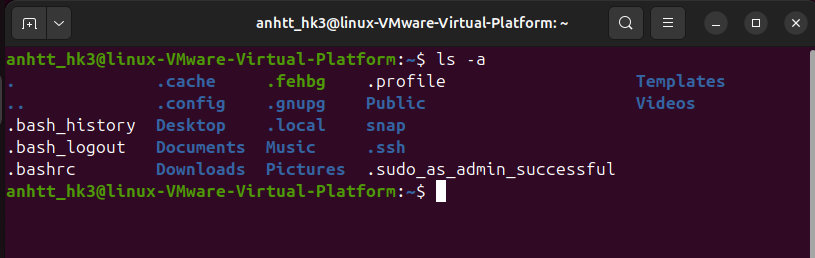 anhtt_hk3@linux-VMware-Virtual-Platform: ~
anhtt_hk3@linux-VMware-Virtual-Platform:~$ ls -a
. .cache .fehbg .profile Templates
.. .config .gnupg Public Videos
.bash_history Desktop .local snap
.bash_logout Documents Music .ssh
.bashrc Downloads Pictures .sudo_as_admin_successful
anhtt_hk3@linux-VMware-Virtual-Platform:~$